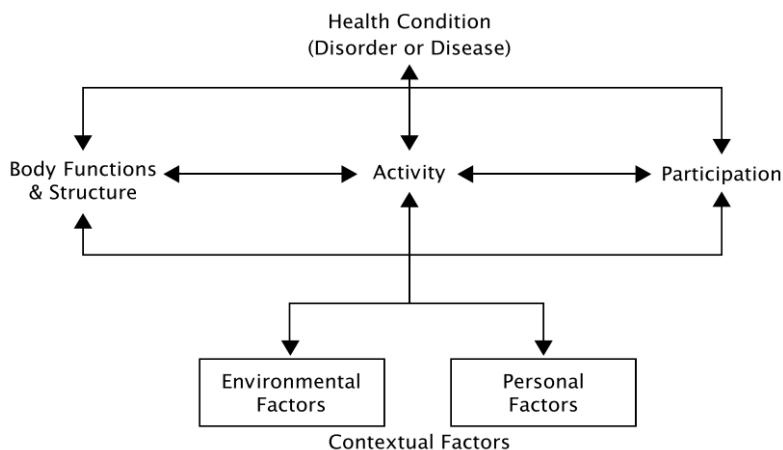 Health Condition
(Disorder or Disease)
Body Functions
& Structure
Activity
Participation
Environmental
Factors
Personal
Factors
Contextual Factors